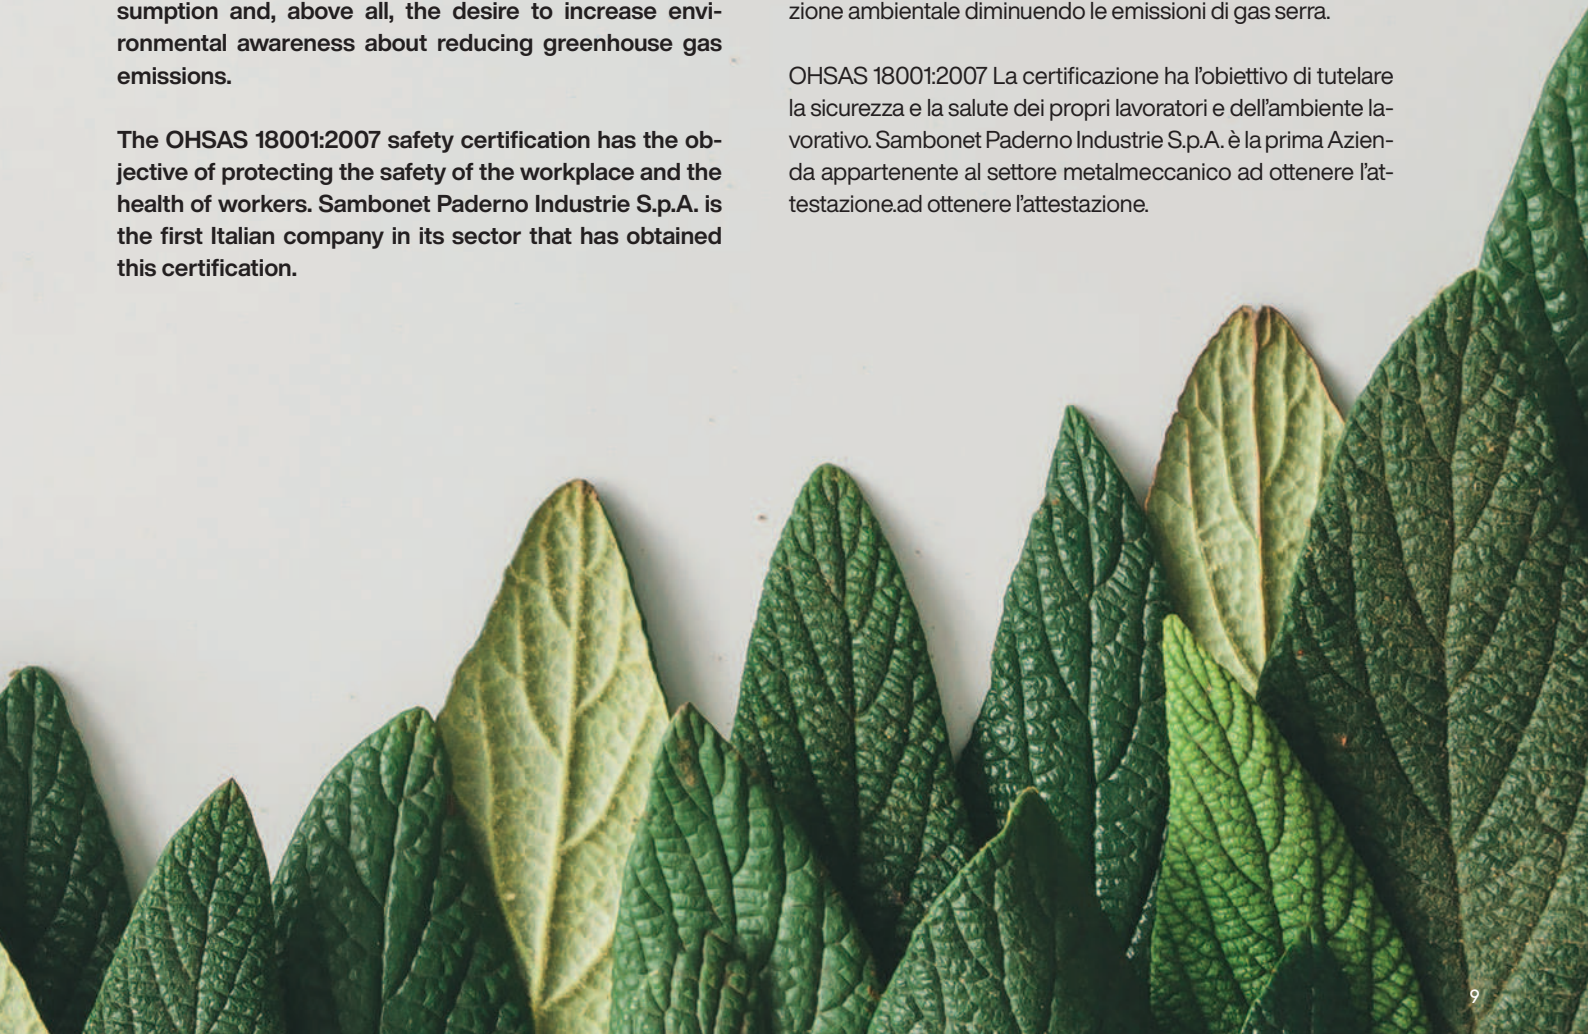 sumption and, above all, the desire to increase envi-
ronmental awareness about reducing greenhouse gas
emissions.
The OHSAS 18001:2007 safety certification has the ob-
jective of protecting the safety of the workplace and the
health of workers. Sambonet Paderno Industrie S.p.A. is
the first Italian company in its sector that has obtained
this certification.
zione ambientale diminuendo le emissioni di gas serra.
OHSAS 18001:2007 La certificazione ha l’obiettivo di tutelare
la sicurezza e la salute dei propri lavoratori e dell’ambiente la-
vorativo. Sambonet Paderno Industrie S.p.A. è la prima Azien-
da appartenente al settore metalmeccanico ad ottenere l’at-
testazione.ad ottenere l’attestazione.
9